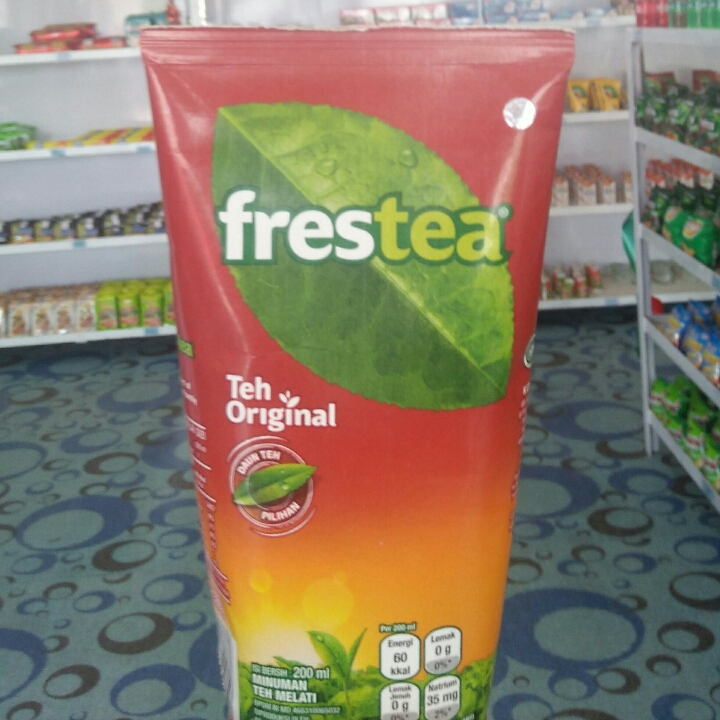 frestea
Teh
Original
DAUN TEH
PILIHAN
Per 200 ml
Energi
60
kkal
Lemak
0 g
0%*
Lemak
Jenuh
0 g
0%*
Natrium
35 mg
2%*
ISI BERSIH : 200 ml
MINUMAN
TEH MELATI